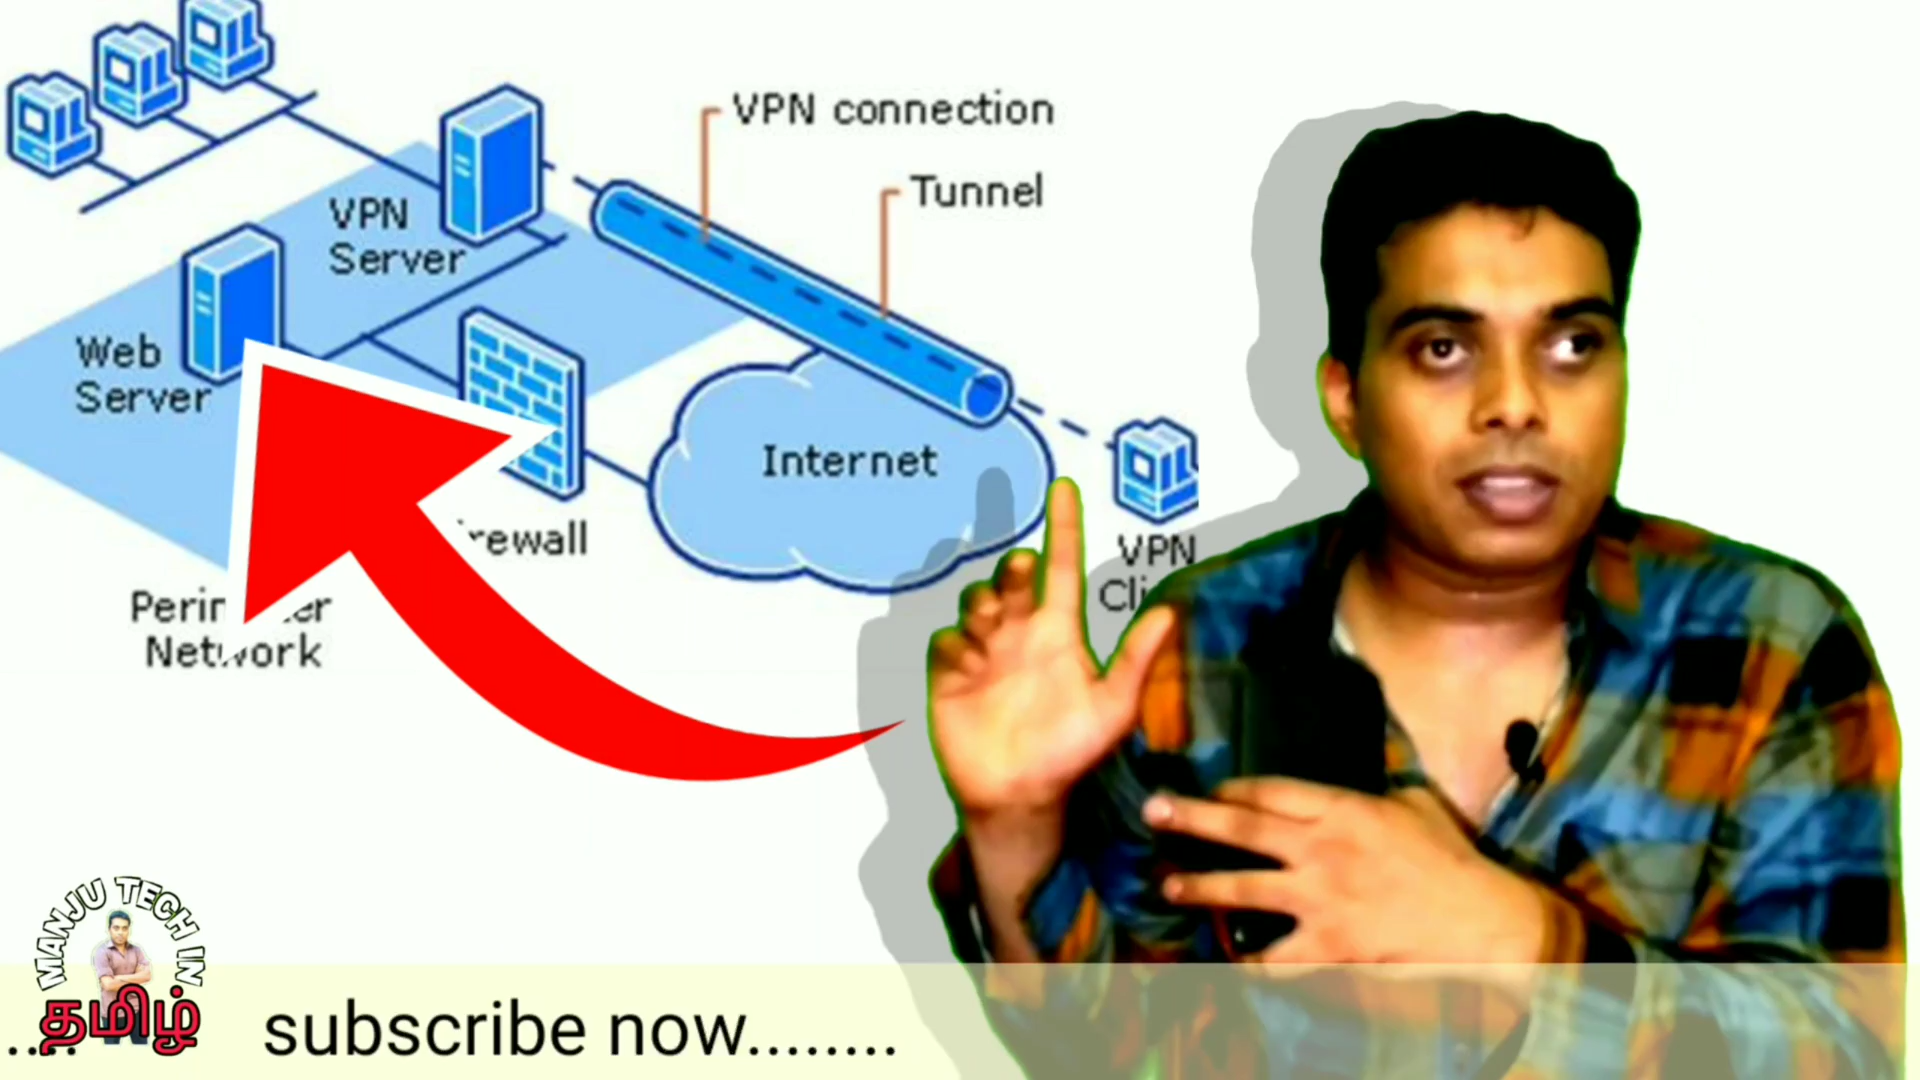 VPN connection
Tunnel
VPN
Server
Web
Server
Internet
VPN
Network
MANJU TECH IN
தமிழ்
subscribe now........